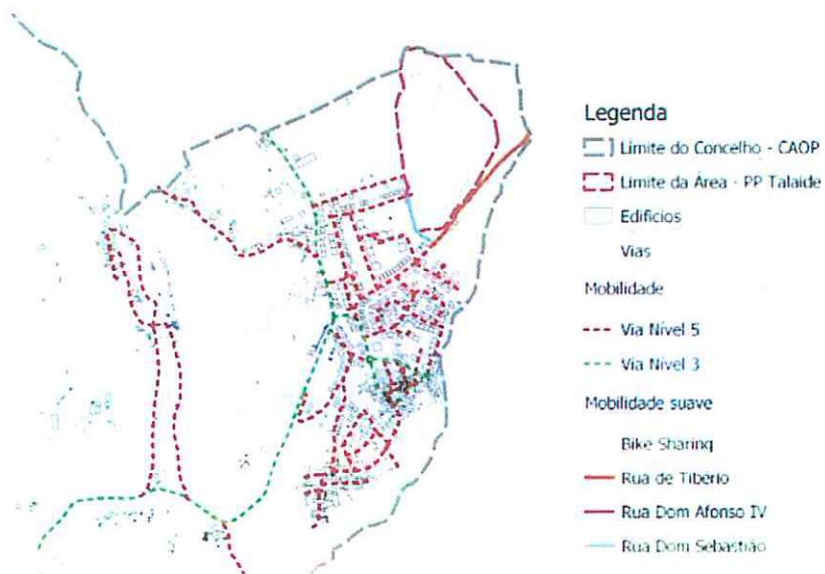 Legenda
Limite do Concelho - CAOP
Limite da Área - PP Talaíde
Edifícios
Vias
Mobilidade
Via Nível 5
Via Nível 3
Mobilidade suave
Bike Sharing
Rua de Tibério
Rua Dom Afonso IV
Rua Dom Sebastião